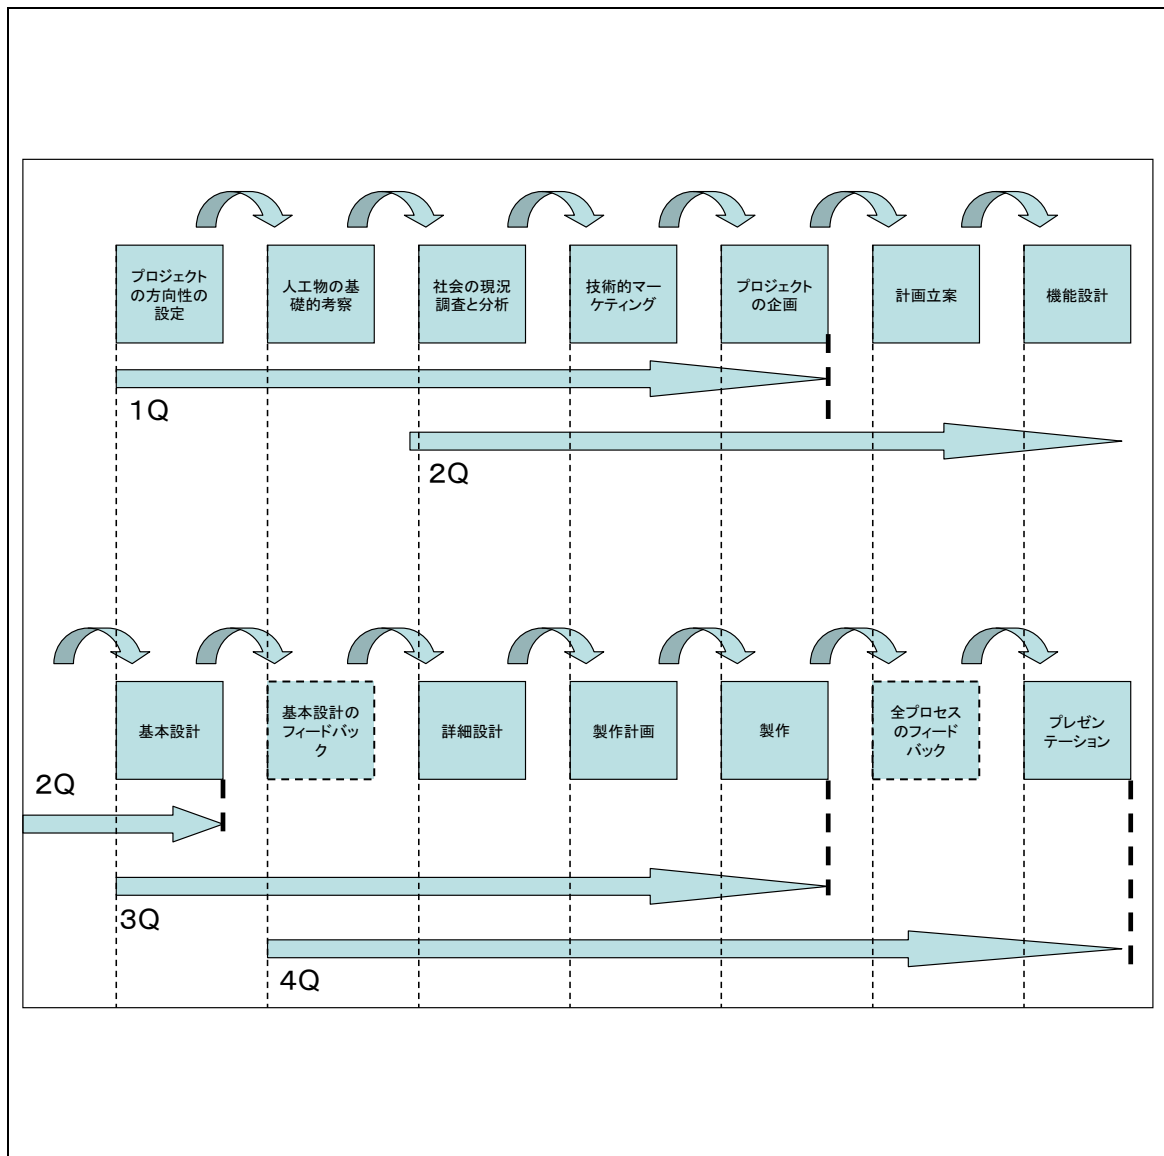 プロジェクト
の方向性の
設定
人工物の基
礎的考察
社会の現況
調査と分析
技術的マー
ケティング
プロジェクト
の企画
計画立案
機能設計
1Q
2Q
基本設計
基本設計の
フィードバッ
ク
詳細設計
製作計画
製作
全プロセス
のフィード
バック
プレゼン
テーション
2Q
3Q
4Q